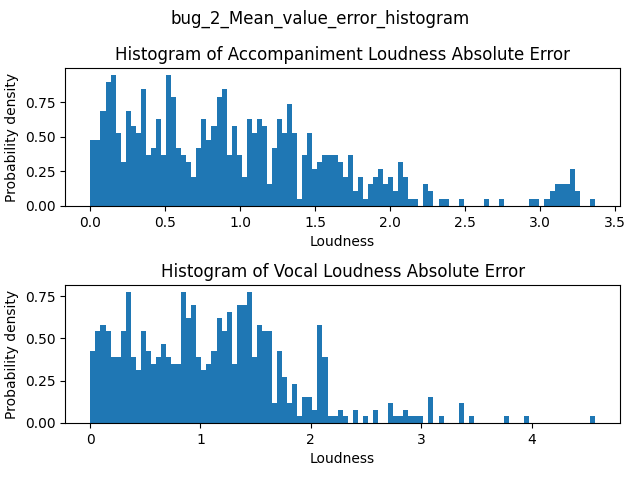 bug_2_Mean_value_error_histogram
Histogram of Accompaniment Loudness Absolute Error
Probability density
0.75
0.50
0.25
0.00
0.0 0.5 1.0 1.5 2.0 2.5 3.0 3.5
Loudness
Histogram of Vocal Loudness Absolute Error
Probability density
0.75
0.50
0.25
0.00
0 1 2 3 4
Loudness